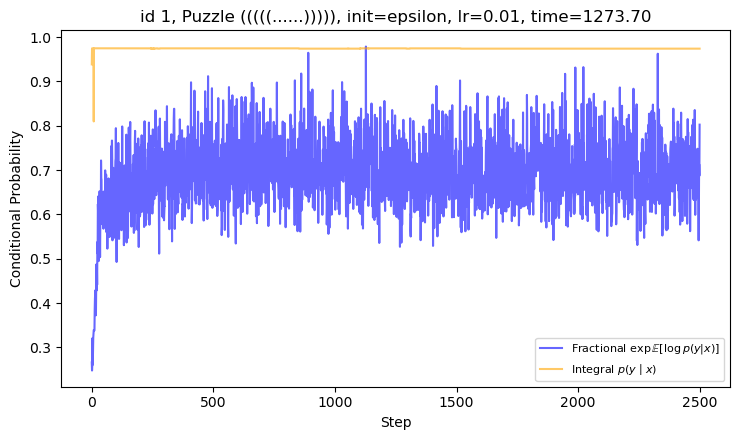 id 1, Puzzle (((((......))))), init=epsilon, lr=0.01, time=1273.70
Conditional Probability
1.0
0.9
0.8
0.7
0.6
0.5
0.4
0.3
0
500
1000
1500
2000
2500
Step
Fractional exp𝔼[log p(y|x)]
Integral p(y | x)